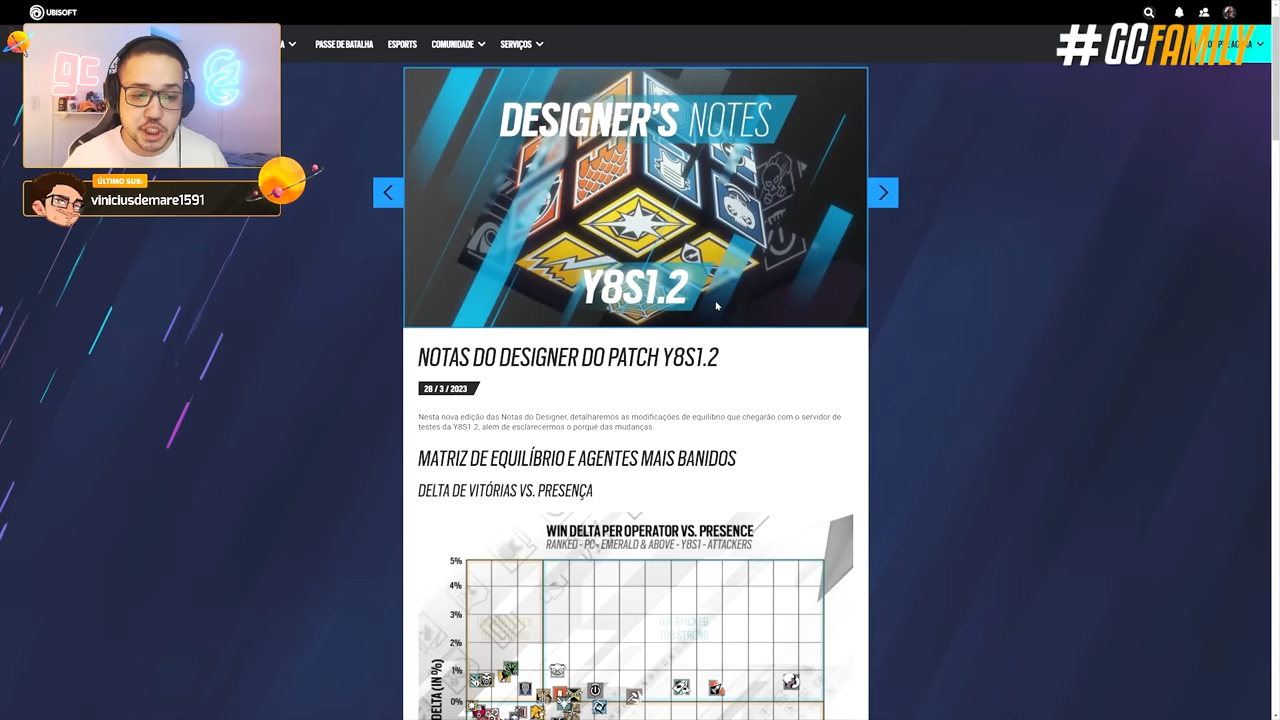 UBISOFT
PASSE DE BATALHA
ESPORTS
COMUNIDADE
SERVIÇOS
#GCFAMILY
gc
ÚLTIMO SUB:
viniciusdemare1591
DESIGNER'S NOTES
Y8S1.2
NOTAS DO DESIGNER DO PATCH Y8S1.2
28 / 3 / 2023
Nesta nova edição das Notas do Designer, detalharemos as modificações de equilíbrio que chegarão com o servidor de
testes da Y8S1.2, além de esclarecermos o porquê das mudanças.
MATRIZ DE EQUILÍBRIO E AGENTES MAIS BANIDOS
DELTA DE VITÓRIAS VS. PRESENÇA
WIN DELTA PER OPERATOR VS. PRESENCE
RANKED - PC - EMERALD & ABOVE - Y8S1 - ATTACKERS
5%
4%
3%
OVERPICKED
TOO STRONG
2%
1%
0%
DELTA (IN %)